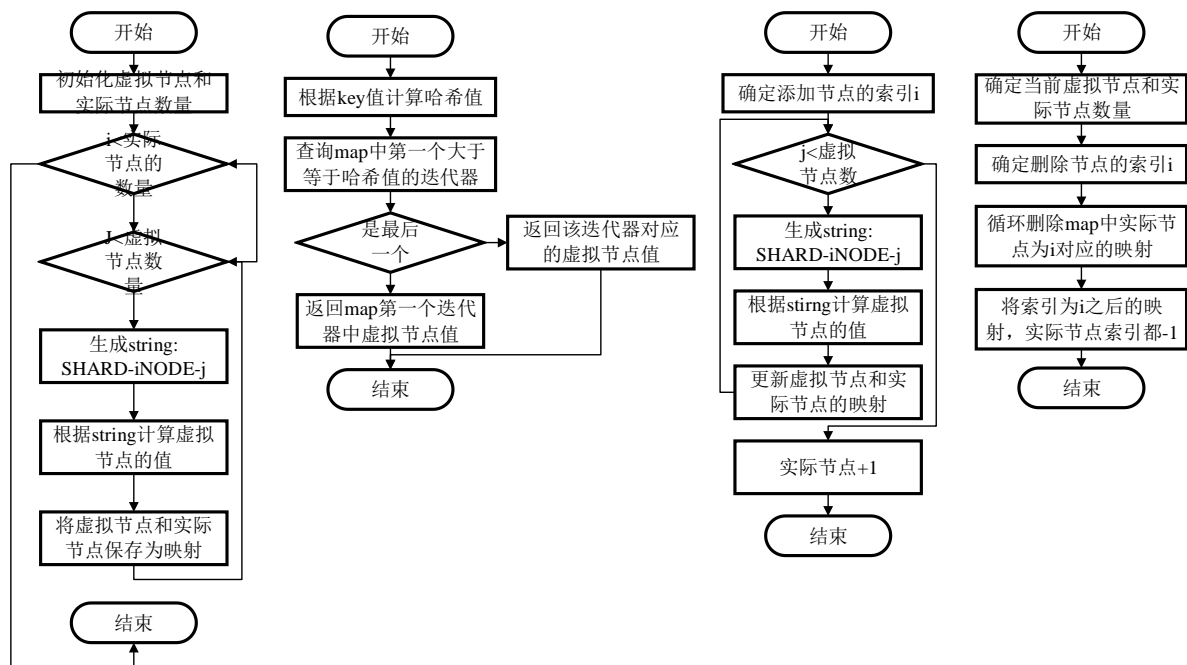 开始
初始化虚拟节点和
实际节点数量
i<实际
节点的
数量
J<虚拟
节点数
量
生成string:
SHARD-iNODE-j
根据string计算虚拟
节点的值
将虚拟节点和实际
节点保存为映射
结束
开始
根据key值计算哈希值
查询map中第一个大于
等于哈希值的迭代器
是最后
一个
返回该迭代器对应
的虚拟节点值
返回map第一个迭代
器中虚拟节点值
结束
开始
确定添加节点的索引i
j<虚拟
节点数
生成string:
SHARD-iNODE-j
根据stirng计算虚拟
节点的值
更新虚拟节点和实
际节点的映射
实际节点+1
结束
开始
确定当前虚拟节点和实
际节点数量
确定删除节点的索引i
循环删除map中实际节
点为i对应的映射
将索引为i之后的映
射，实际节点索引都-1
结束